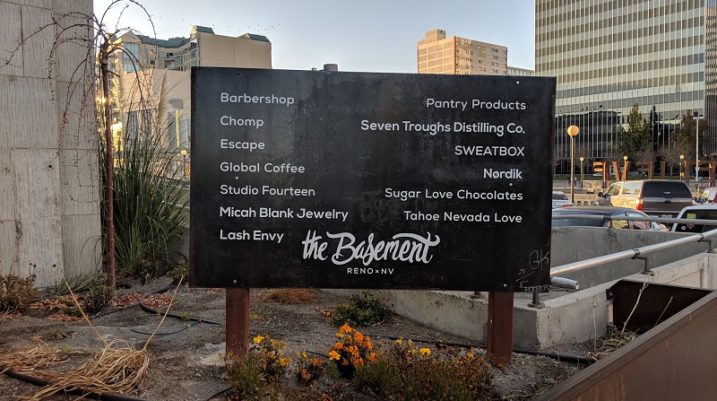 Barbershop
Chomp
Escape
Global Coffee
Studio Fourteen
Micah Blank Jewelry
Lash Envy
Pantry Products
Seven Troughs Distilling Co.
SWEATBOX
Nørdik
Sugar Love Chocolates
Tahoe Nevada Love
the Basement
RENO NV